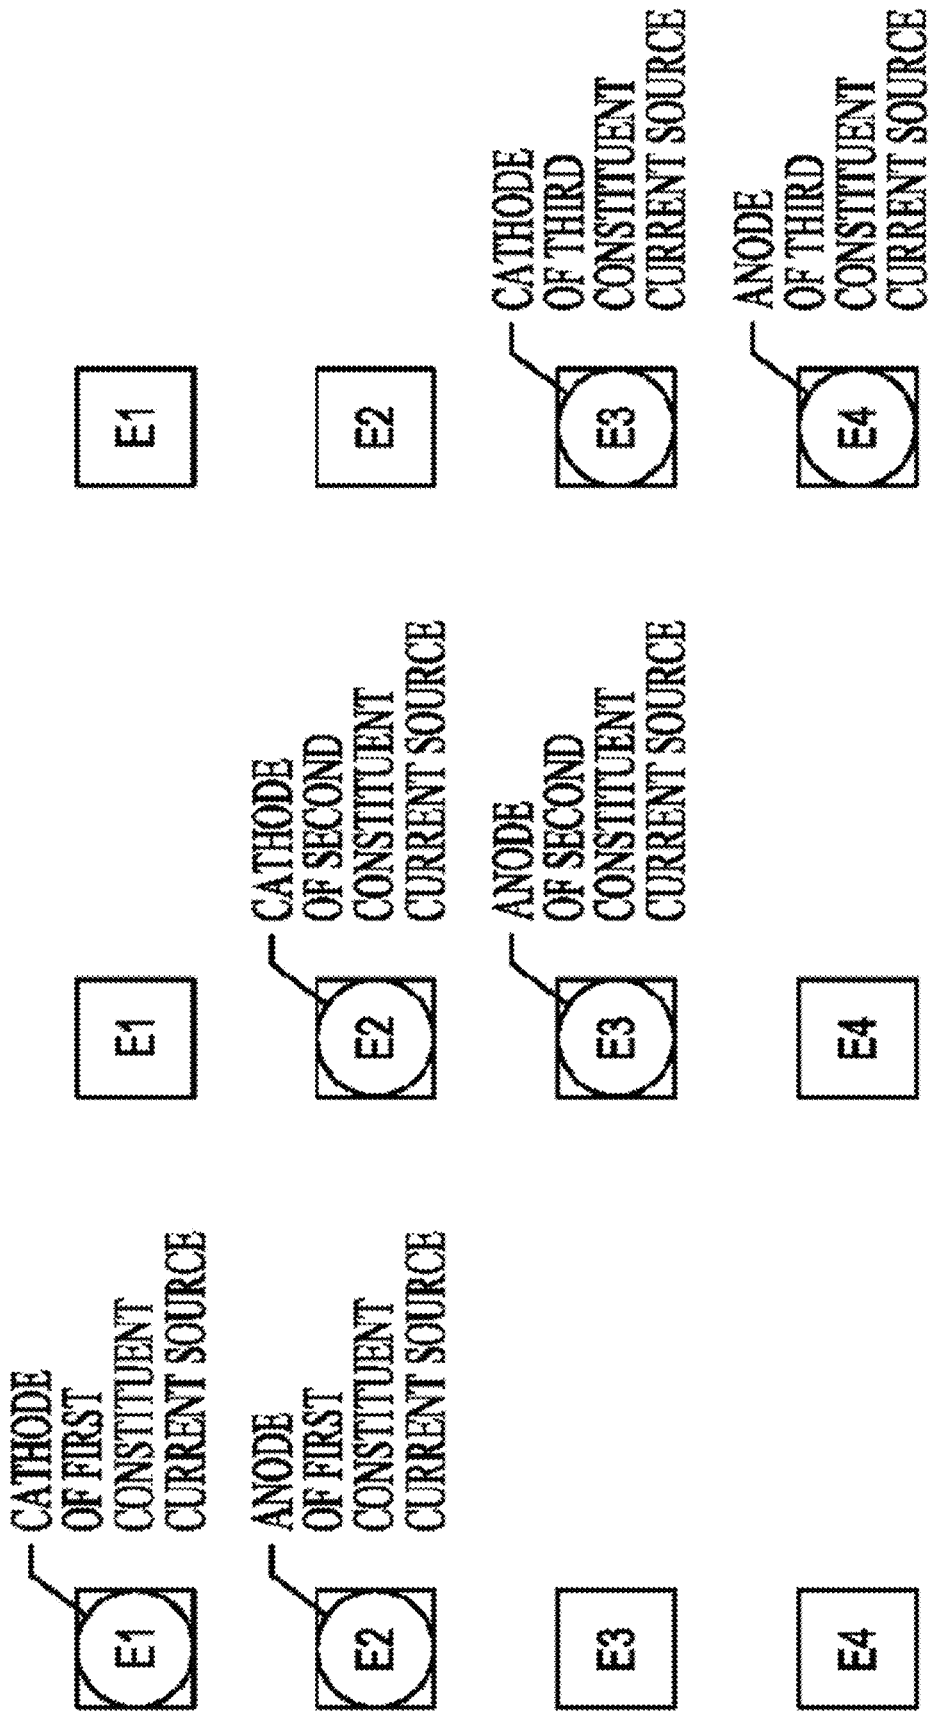 CATHODE
OF FIRST
CONSTITUENT
CURRENT SOURCE
E1
ANODE
OF FIRST
CONSTITUENT
CURRENT SOURCE
E2
E3
E4
E1
CATHODE
OF SECOND
CONSTITUENT
CURRENT SOURCE
E2
ANODE
OF SECOND
CONSTITUENT
CURRENT SOURCE
E3
E4
E1
E2
CATHODE
OF THIRD
CONSTITUENT
CURRENT SOURCE
E3
ANODE
OF THIRD
CONSTITUENT
CURRENT SOURCE
E4